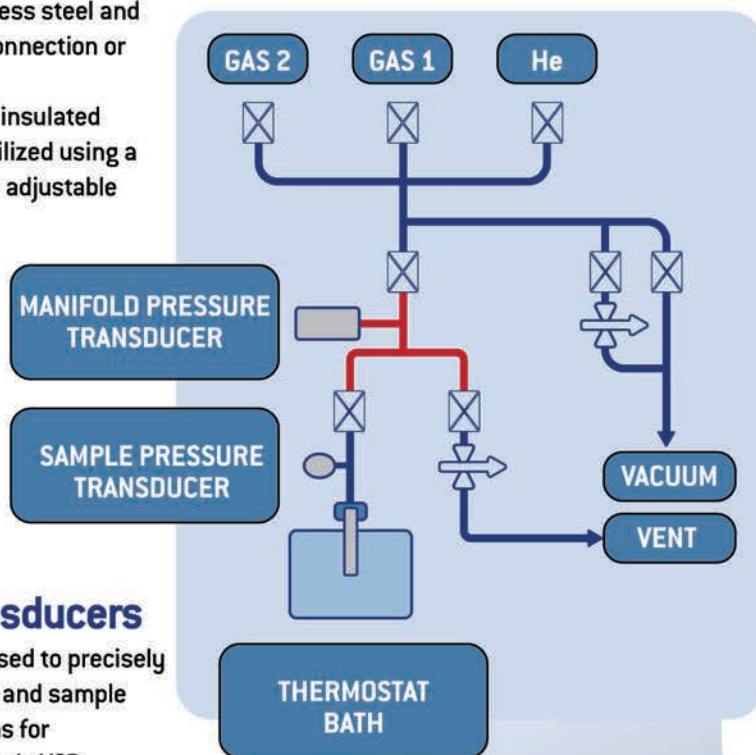 ess steel and
onnection or
insulated
ilized using a
adjustable
GAS 2
GAS 1
He
MANIFOLD PRESSURE
TRANSDUCER
SAMPLE PRESSURE
TRANSDUCER
VACUUM
VENT
sducers
sed to precisely
and sample
s for
THERMOSTAT
BATH